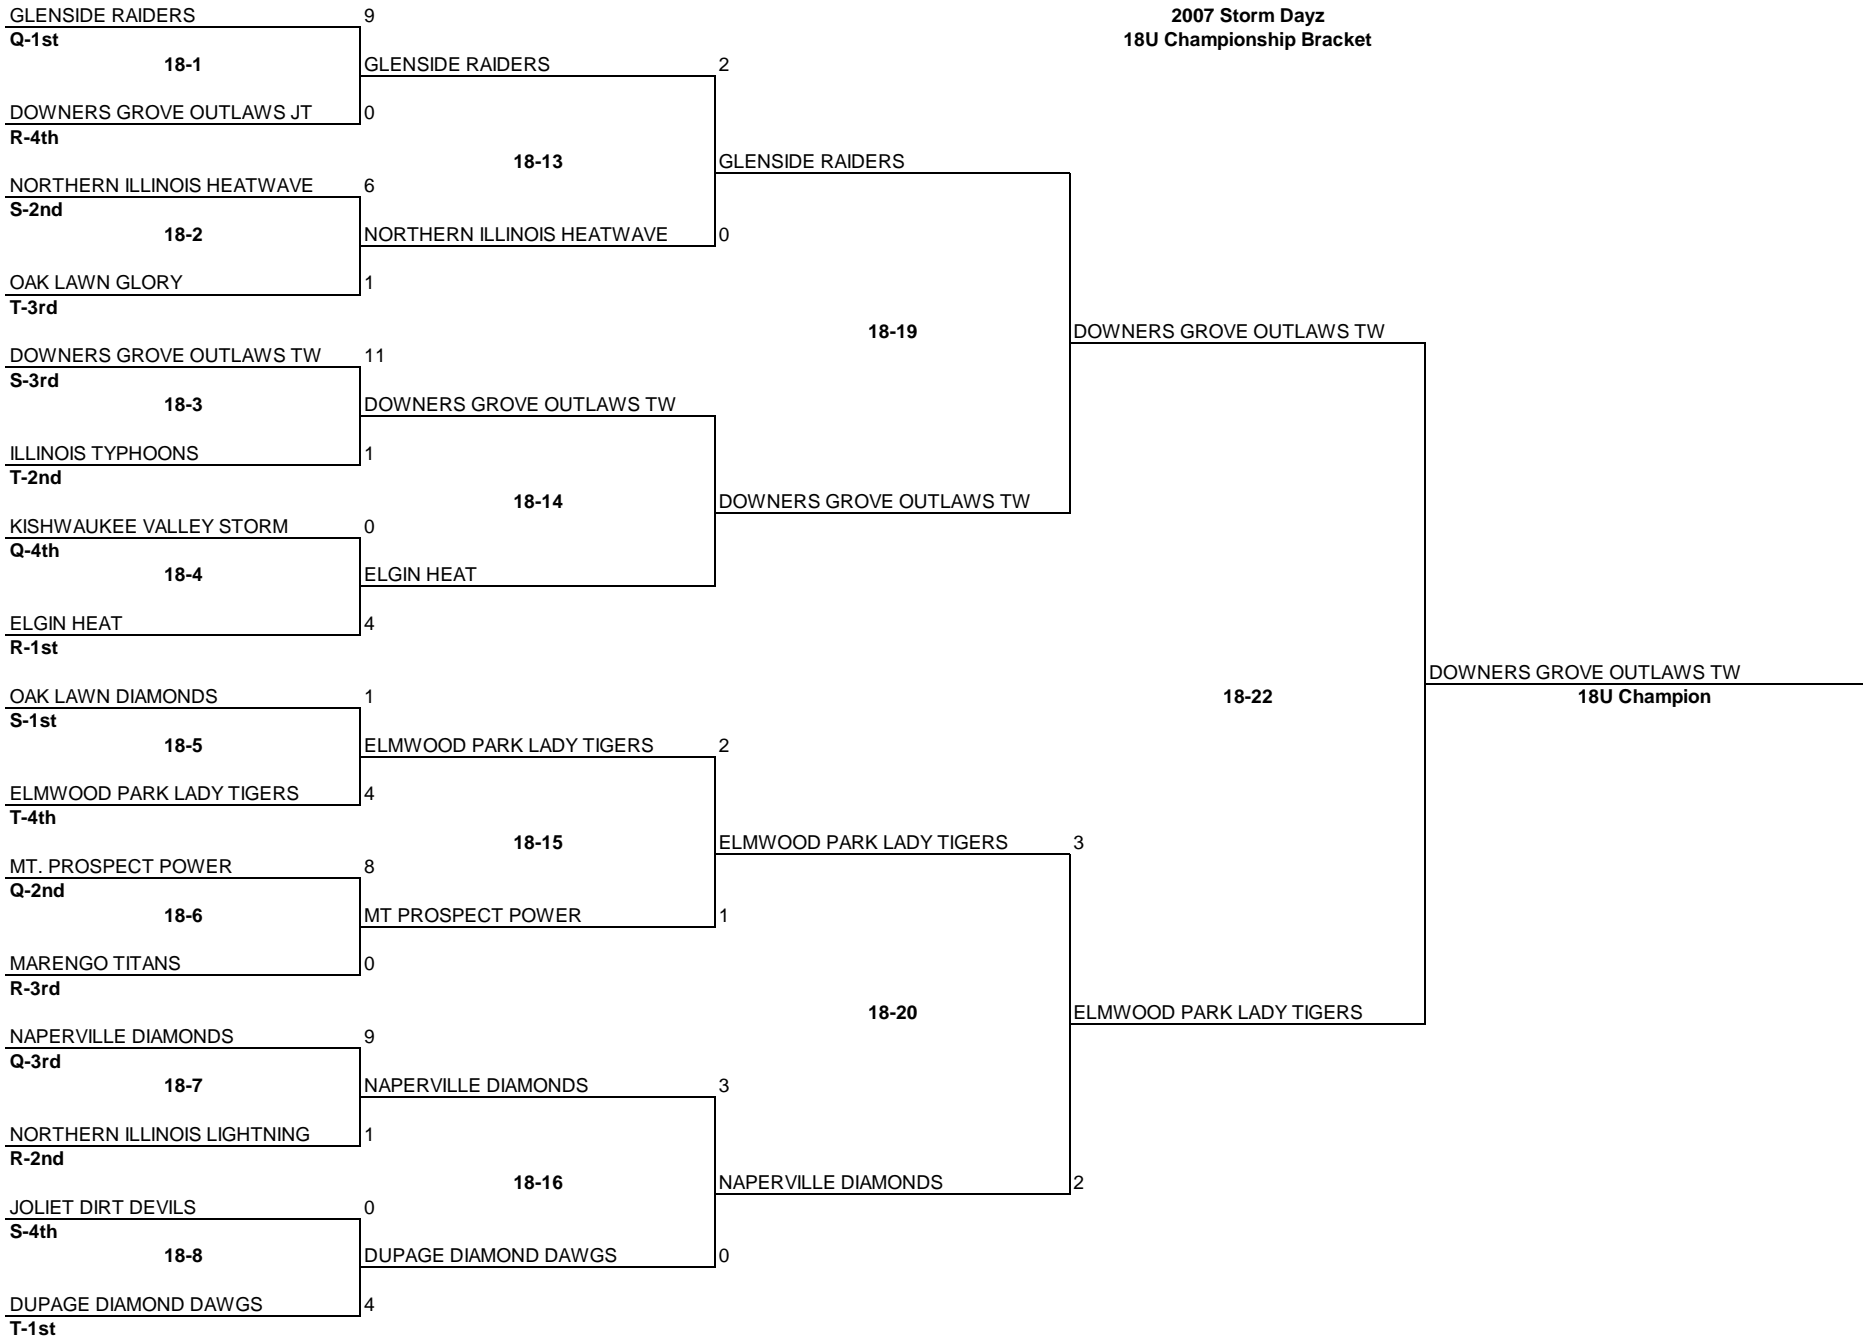 GLENSIDE RAIDERS 9 2007 Storm Dayz
Q-1st 18U Championship Bracket
18-1 GLENSIDE RAIDERS 2
DOWNERS GROVE OUTLAWS JT 0
R-4th
18-13 GLENSIDE RAIDERS
NORTHERN ILLINOIS HEATWAVE 6
S-2nd
18-2 NORTHERN ILLINOIS HEATWAVE 0
OAK LAWN GLORY 1
T-3rd
18-19 DOWNERS GROVE OUTLAWS TW
DOWNERS GROVE OUTLAWS TW 11
S-3rd
18-3 DOWNERS GROVE OUTLAWS TW
ILLINOIS TYPHOONS 1
T-2nd
18-14 DOWNERS GROVE OUTLAWS TW
KISHWAUKEE VALLEY STORM 0
Q-4th
18-4 ELGIN HEAT
ELGIN HEAT 4
R-1st
DOWNERS GROVE OUTLAWS TW
OAK LAWN DIAMONDS 1 18-22 18U Champion
S-1st
18-5 ELMWOOD PARK LADY TIGERS 2
ELMWOOD PARK LADY TIGERS 4
T-4th
18-15 ELMWOOD PARK LADY TIGERS 3
MT. PROSPECT POWER 8
Q-2nd
18-6 MT PROSPECT POWER 1
MARENGO TITANS 0
R-3rd
18-20 ELMWOOD PARK LADY TIGERS
NAPERVILLE DIAMONDS 9
Q-3rd
18-7 NAPERVILLE DIAMONDS 3
NORTHERN ILLINOIS LIGHTNING 1
R-2nd
18-16 NAPERVILLE DIAMONDS 2
JOLIET DIRT DEVILS 0
S-4th
18-8 DUPAGE DIAMOND DAWGS 0
DUPAGE DIAMOND DAWGS 4
T-1st